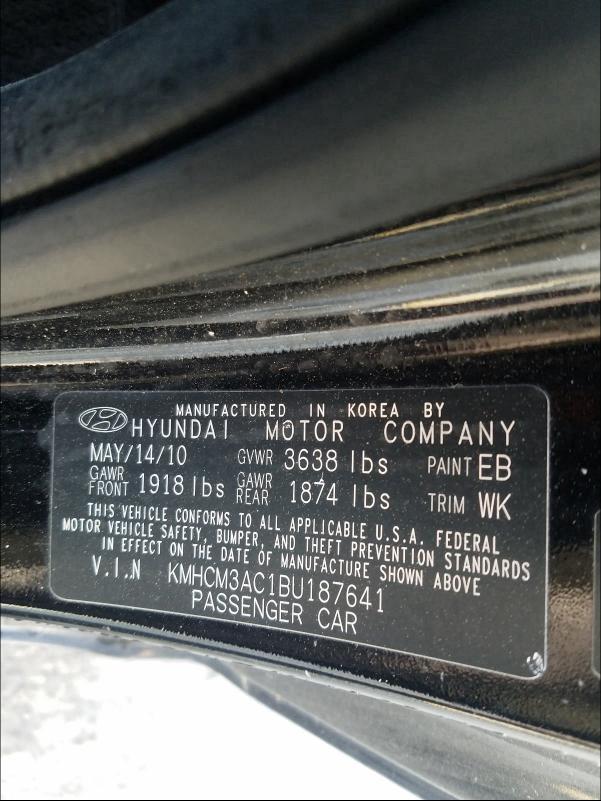 MANUFACTURED IN KOREA BY
HYUNDAI MOTOR COMPANY
MAY/14/10 GVWR 3638 lbs PAINT EB
GAWR FRONT 1918 lbs GAWR REAR 1874 lbs TRIM WK
THIS VEHICLE CONFORMS TO ALL APPLICABLE U.S.A. FEDERAL
MOTOR VEHICLE SAFETY, BUMPER, AND THEFT PREVENTION STANDARDS
IN EFFECT ON THE DATE OF MANUFACTURE SHOWN ABOVE
V.I.N KMHCM3AC1BU187641
PASSENGER CAR